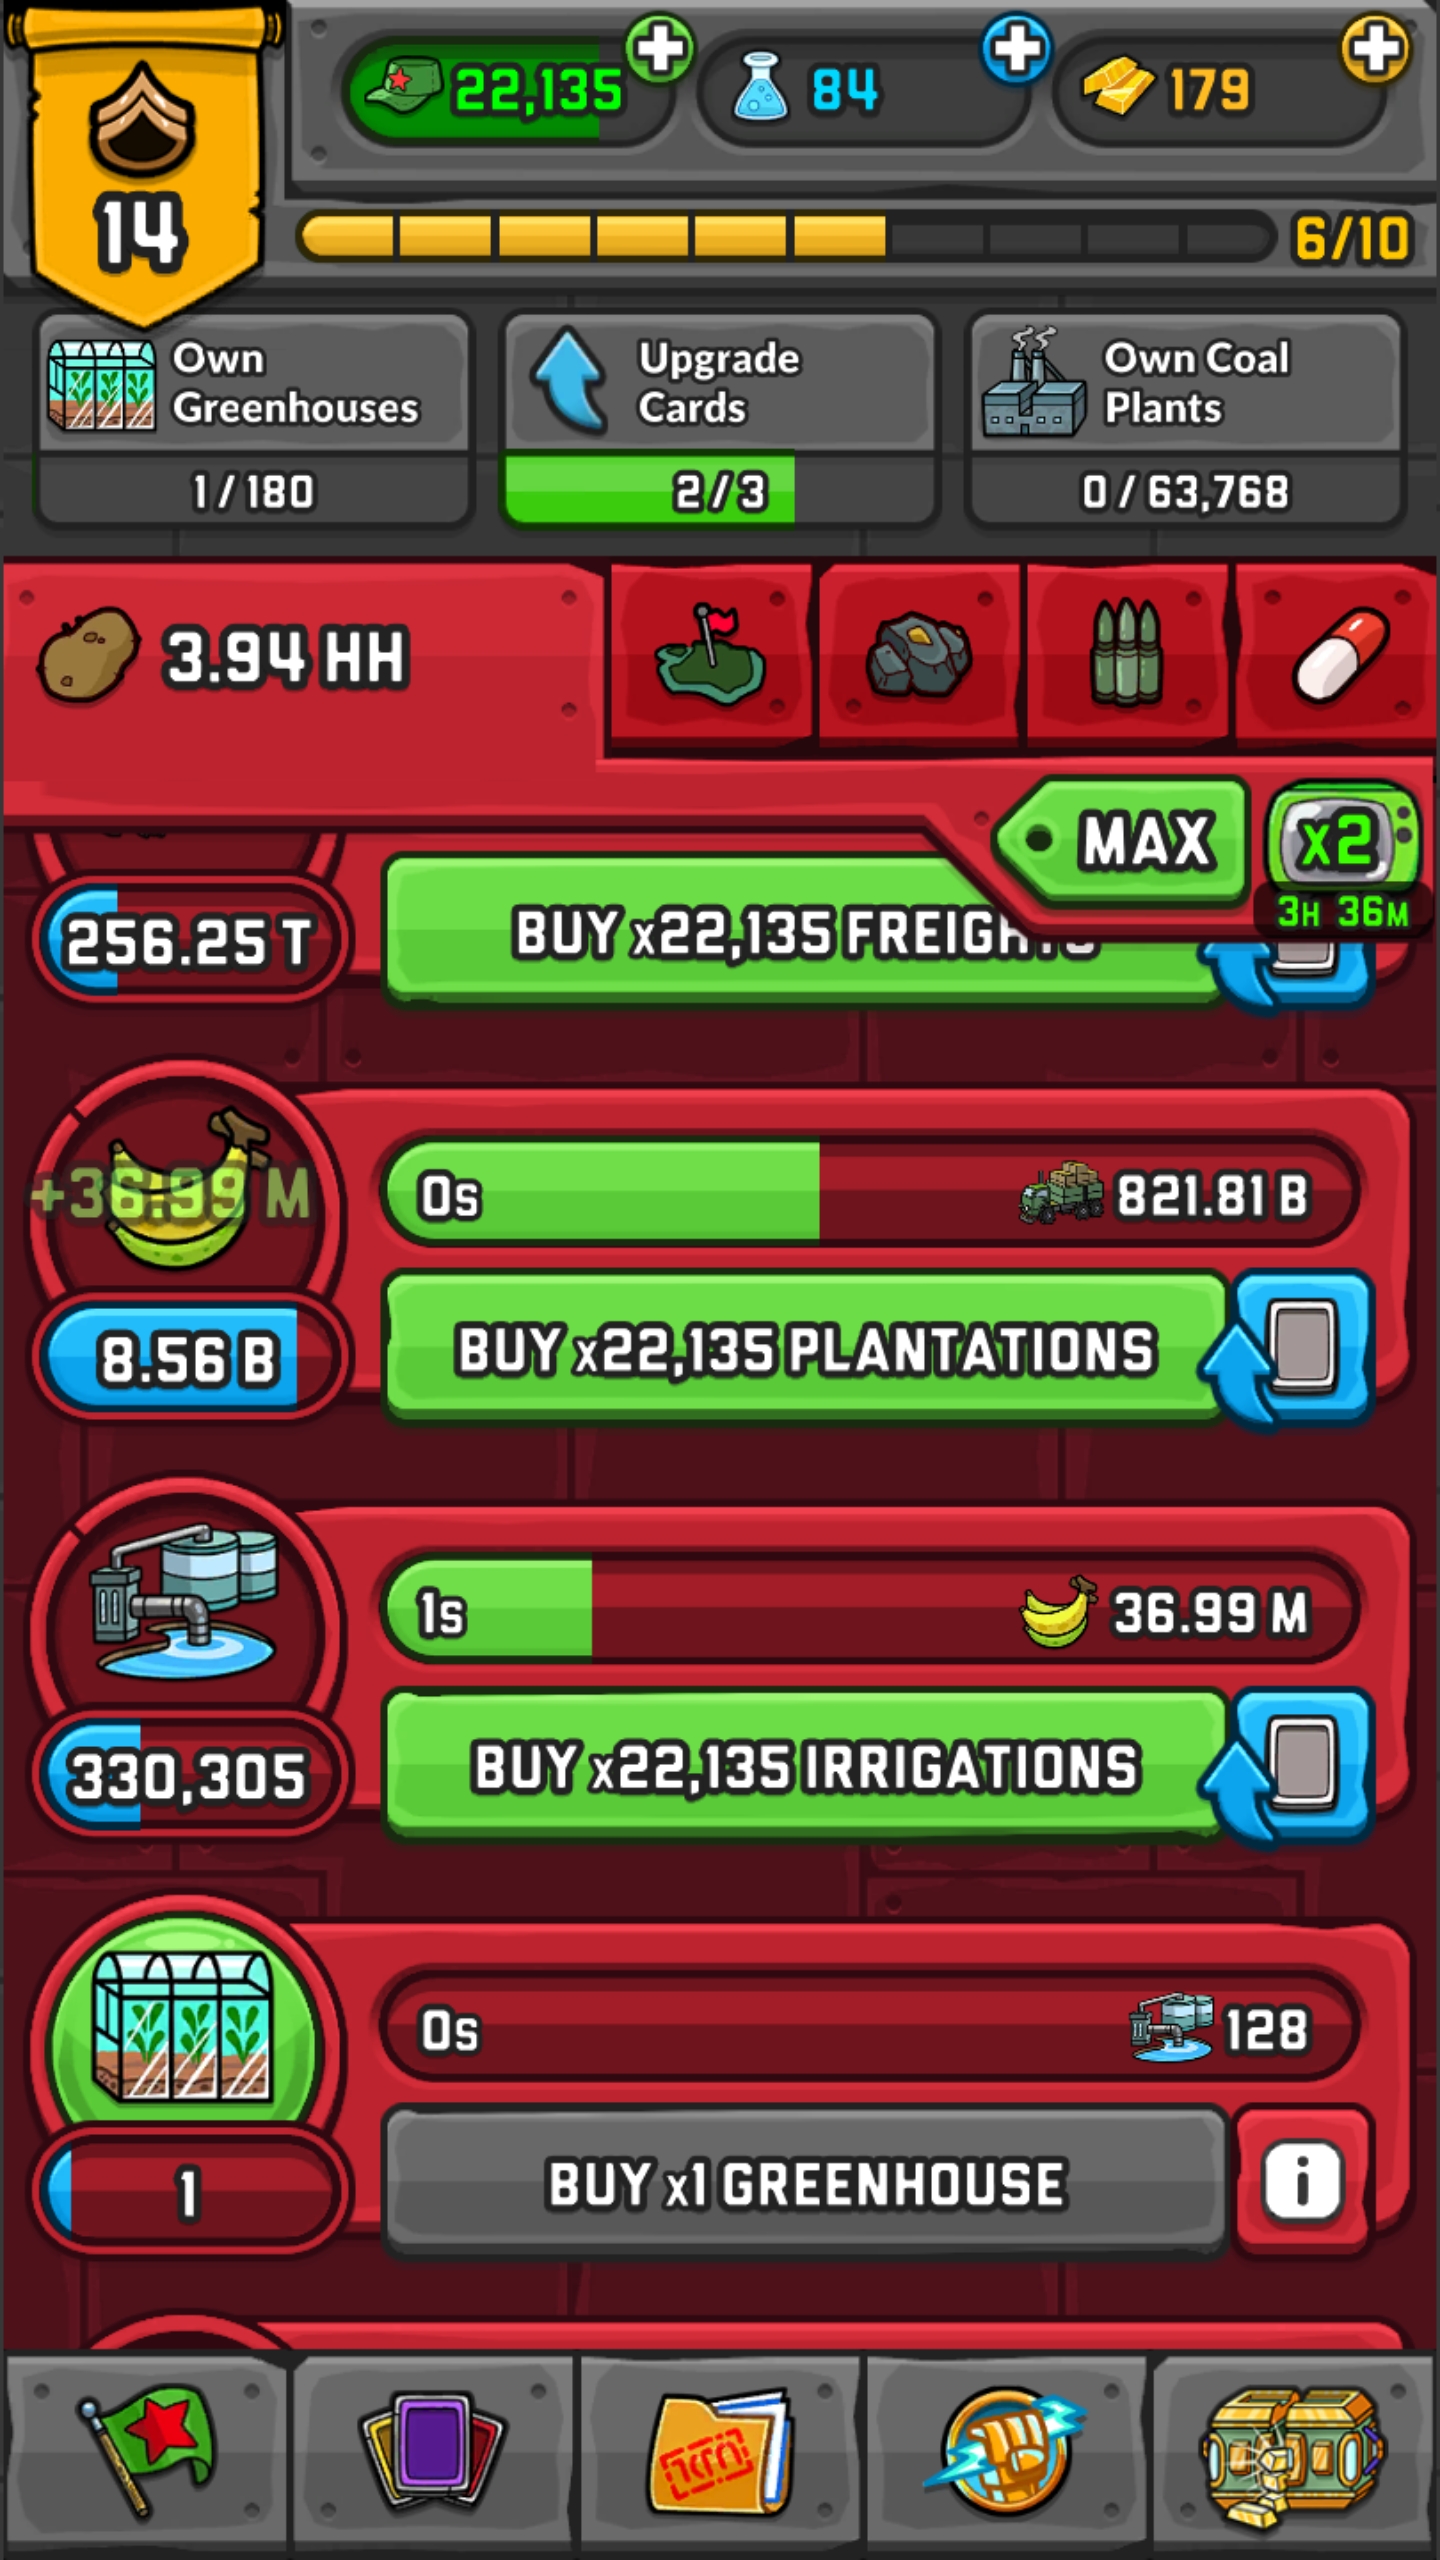 22,135
84
179
14
6/10
Own
Greenhouses
1/180
Upgrade
Cards
2/3
Own Coal
Plants
0/63,768
3.94 HH
MAX
x2
3H 36M
256.25 T
BUY x22,135 FREIGHTS
+36.99 M
0s
821.81 B
8.56 B
BUY x22,135 PLANTATIONS
1s
36.99 M
330,305
BUY x22,135 IRRIGATIONS
0s
128
1
BUY x1 GREENHOUSE
i